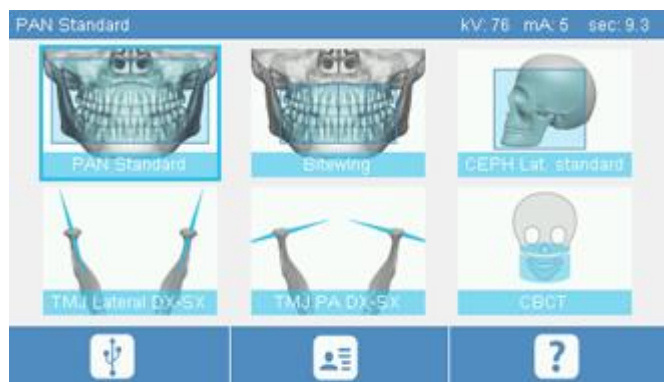 PAN Standard kV: 76 mA: 5 sec: 9.3
PAN Standard
Bitewing
CEPH Lat. standard
TMJ Lateral DX-SX
TMJ PA DX-SX
CBCT
?